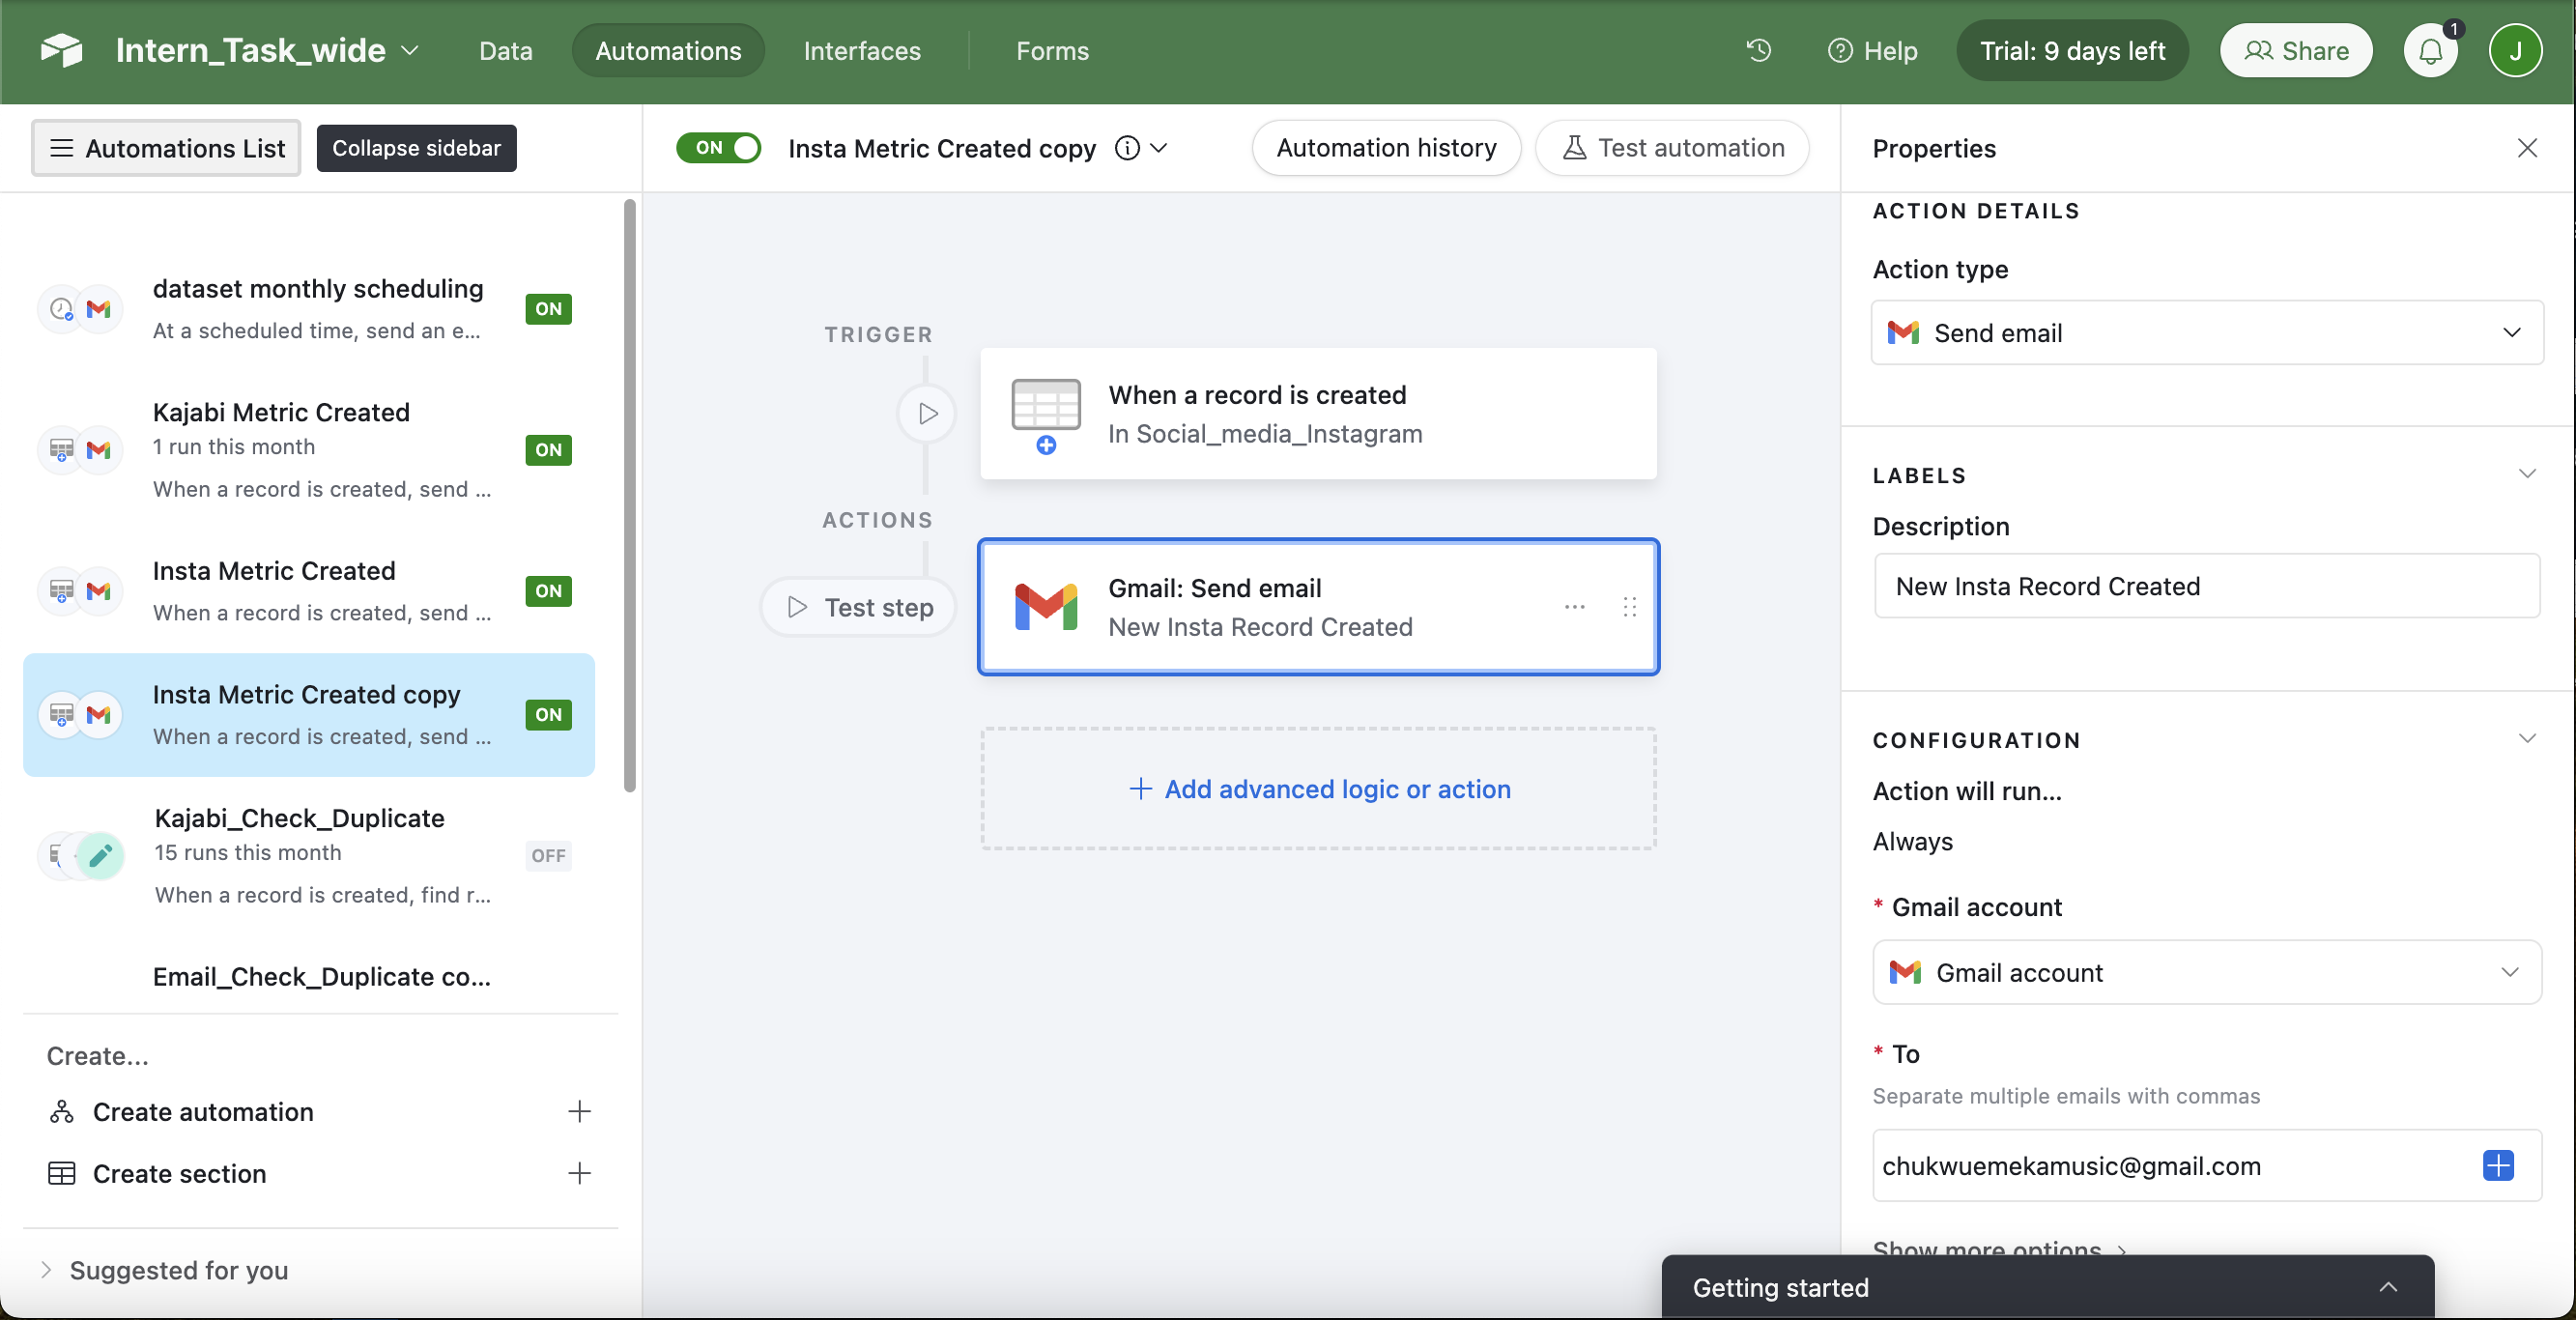 Intern_Task_wide
Data
Automations
Interfaces
Forms
Help
Trial: 9 days left
Share
1
J
Automations List
Collapse sidebar
dataset monthly scheduling
At a scheduled time, send an e...
ON
Kajabi Metric Created
1 run this month
When a record is created, send ...
ON
Insta Metric Created
When a record is created, send ...
ON
Insta Metric Created copy
When a record is created, send ...
ON
Kajabi_Check_Duplicate
15 runs this month
When a record is created, find r...
OFF
Email_Check_Duplicate co...
Create...
Create automation
Create section
Suggested for you
ON
Insta Metric Created copy
Automation history
Test automation
TRIGGER
When a record is created
In Social_media_Instagram
ACTIONS
Test step
Gmail: Send email
New Insta Record Created
Add advanced logic or action
Properties
ACTION DETAILS
Action type
Send email
LABELS
Description
New Insta Record Created
CONFIGURATION
Action will run...
Always
* Gmail account
Gmail account
* To
Separate multiple emails with commas
chukwuemekamusic@gmail.com
Show more options
Getting started